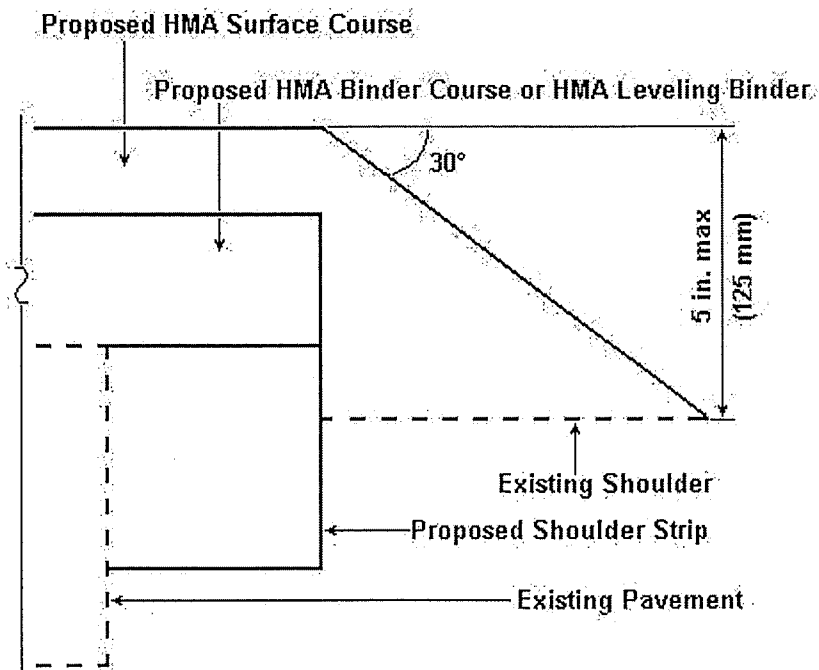 Proposed HMA Surface Course
Proposed HMA Binder Course or HMA Leveling Binder
30°
5 in. max
(125 mm)
Existing Shoulder
Proposed Shoulder Strip
Existing Pavement